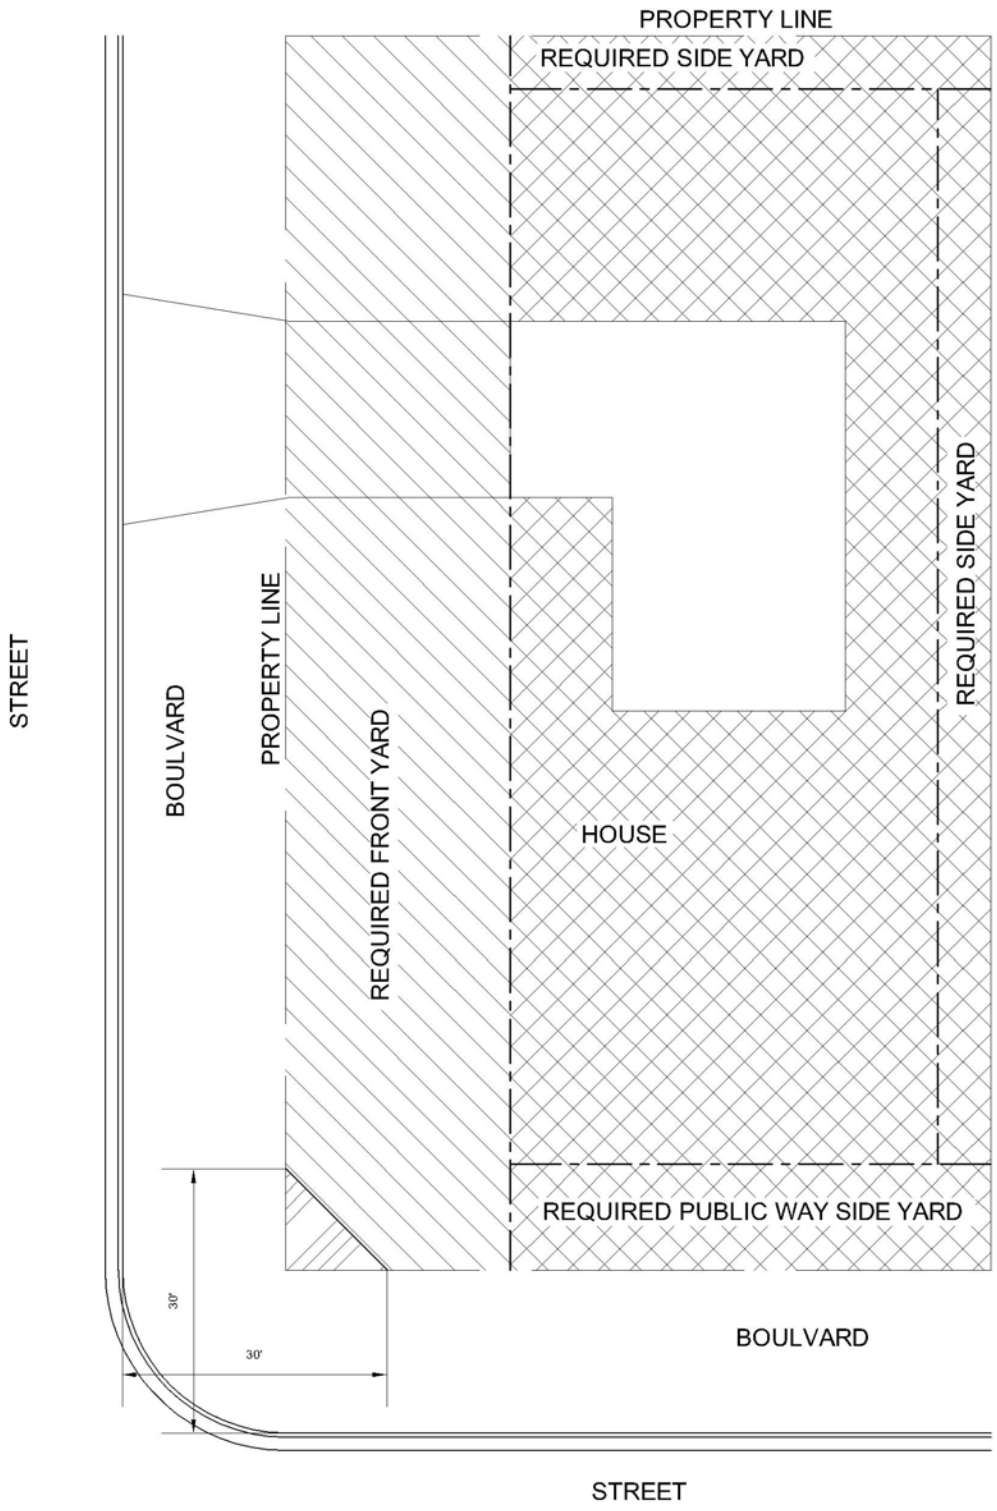 PROPERTY LINE
REQUIRED SIDE YARD
REQUIRED SIDE YARD
PROPERTY LINE
STREET
BOULVARD
REQUIRED FRONT YARD
HOUSE
REQUIRED PUBLIC WAY SIDE YARD
30'
30'
BOULVARD
STREET